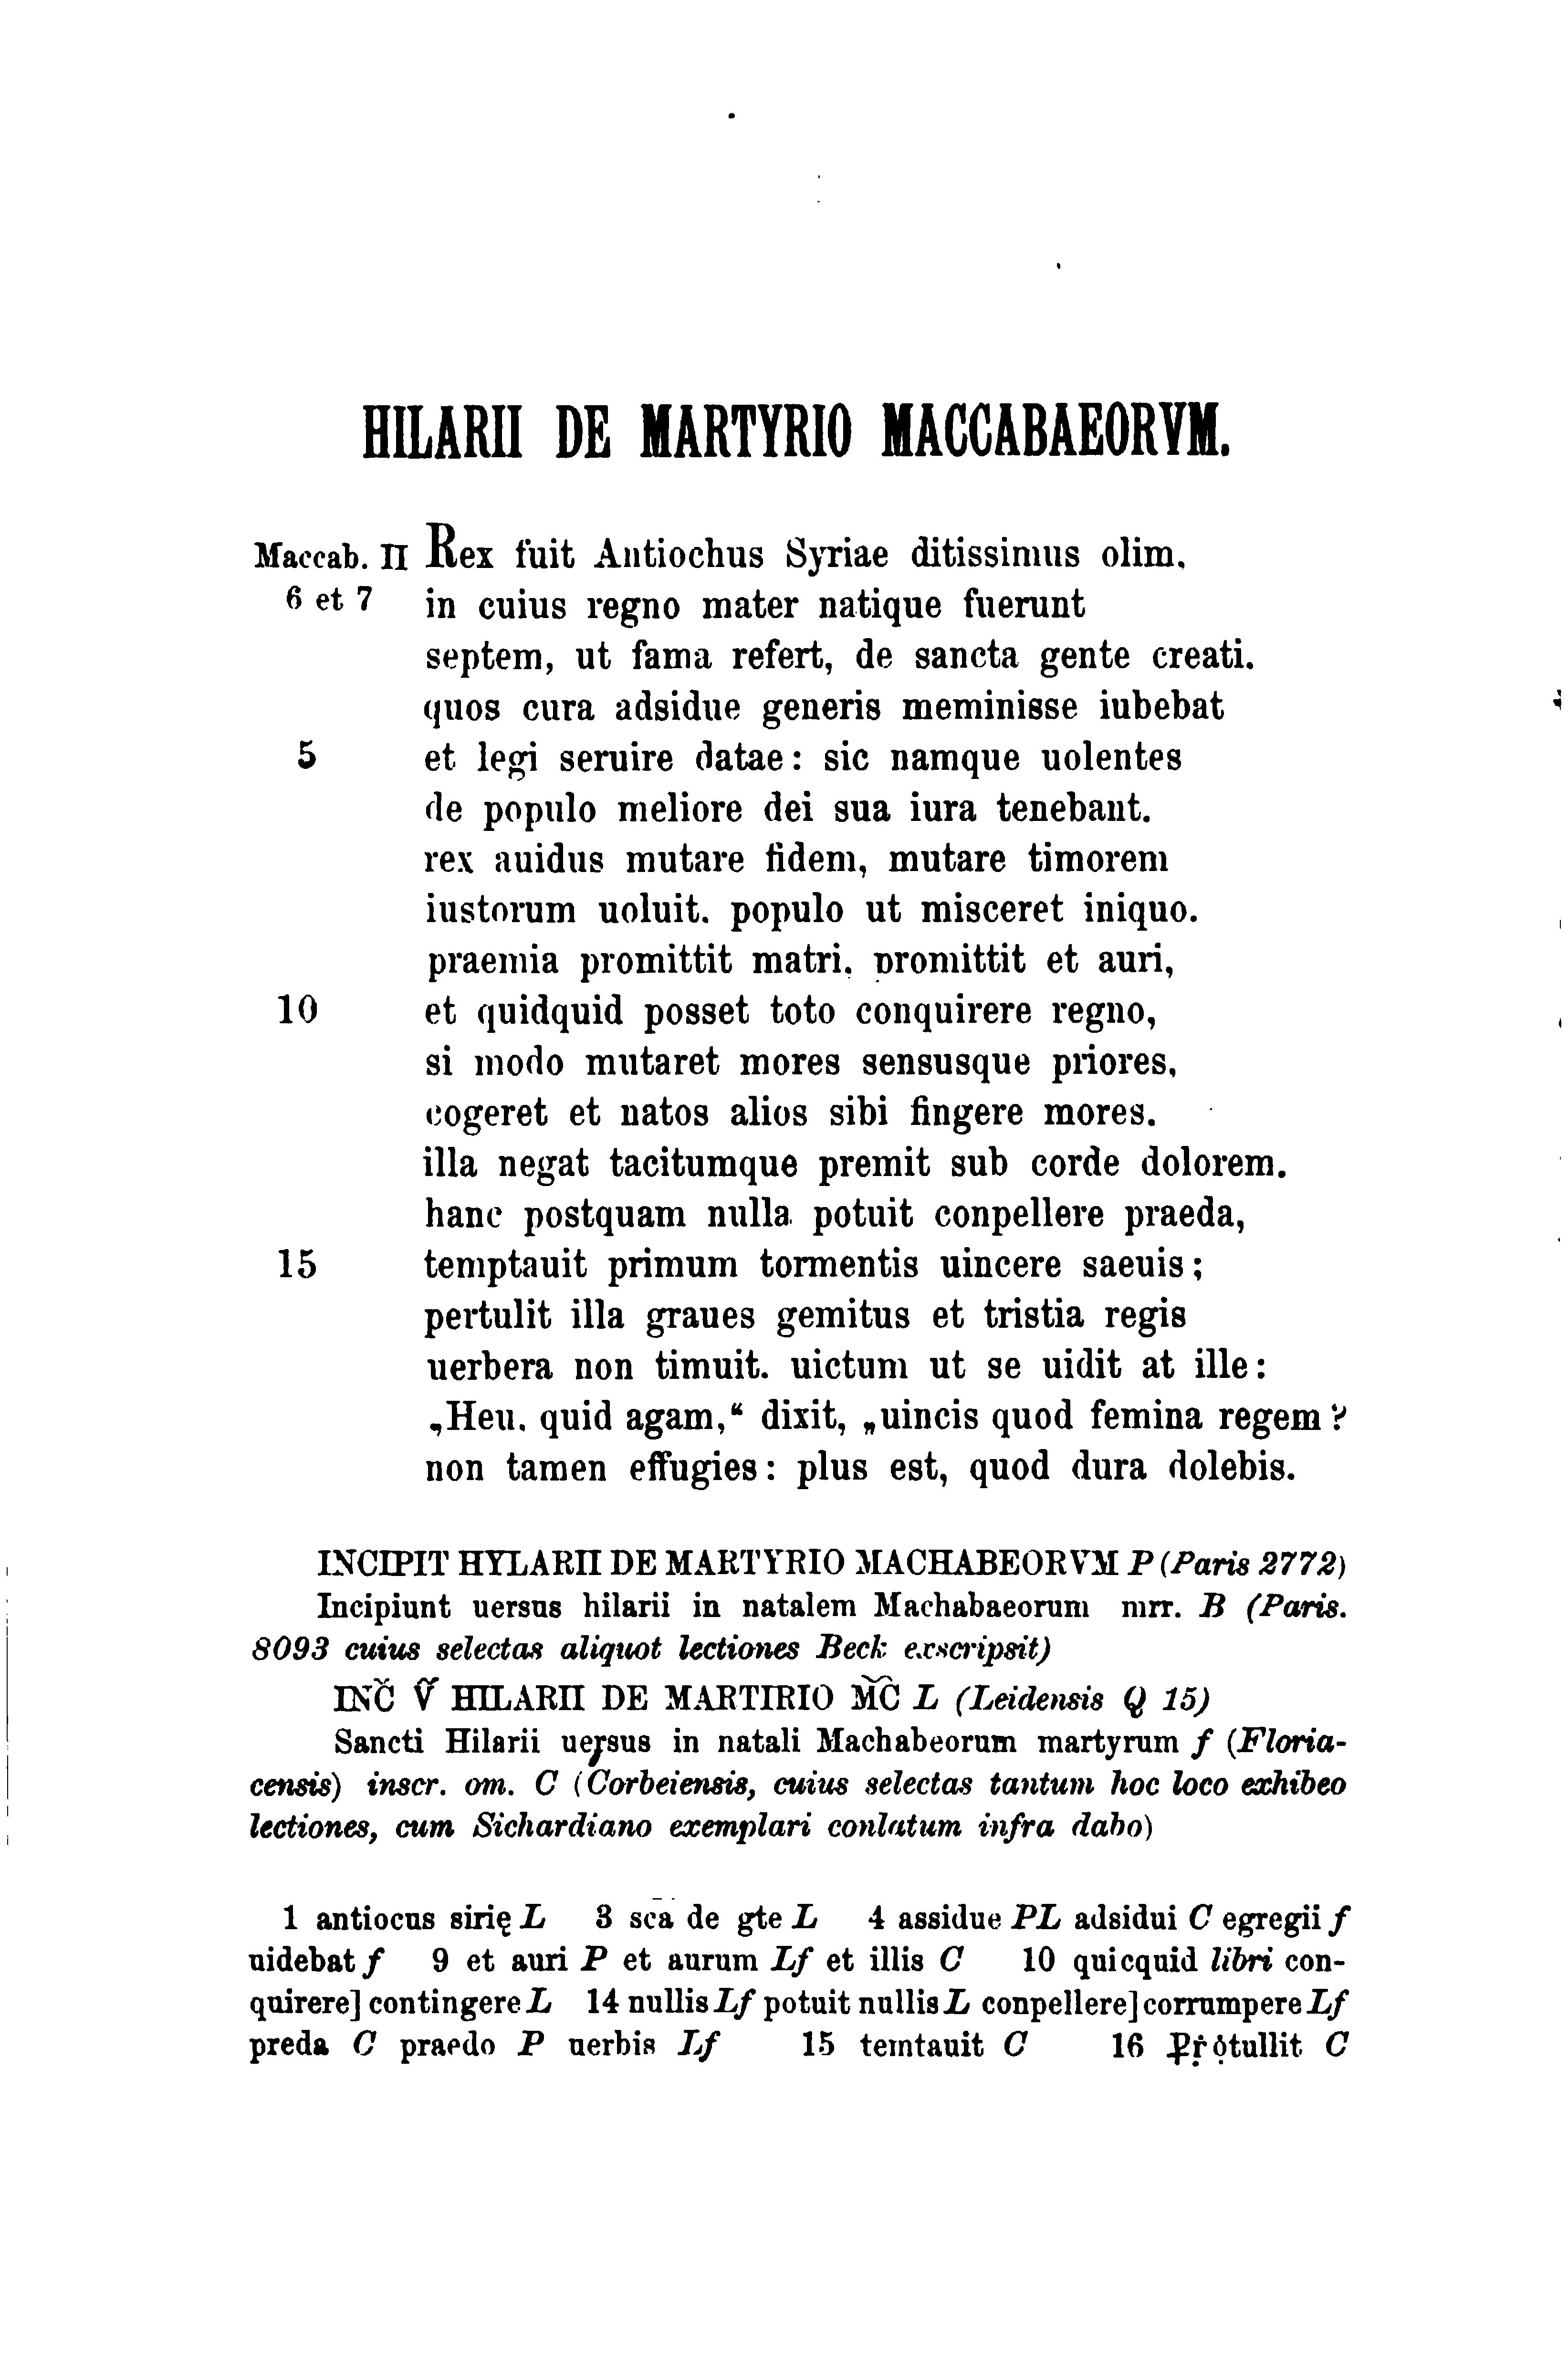 HILARII DE MARTYRIO MACCABAEORVM.
Maccab. II Rex fuit Antiochus Syriae ditissimus olim,
6 et 7 in cuius regno mater natique fuerunt
septem, ut fama refert, de sancta gente creati.
quos cura adsidue generis meminisse iubebat
5 et legi seruire datae: sic namque uolentes
de populo meliore dei sua iura tenebant.
rex auidus mutare fidem, mutare timorem
iustorum uoluit, populo ut misceret iniquo.
praemia promittit matri, promittit et auri,
10 et quidquid posset toto conquirere regno,
si modo mutaret mores sensusque priores,
cogeret et natos alios sibi fingere mores.
illa negat tacitumque premit sub corde dolorem.
hanc postquam nulla potuit conpellere praeda,
15 temptauit primum tormentis uincere saeuis;
pertulit illa graues gemitus et tristia regis
uerbera non timuit. uictum ut se uidit at ille:
„Heu, quid agam,“ dixit, „uincis quod femina regem?
non tamen effugies: plus est, quod dura dolebis.
INCIPIT HYLARII DE MARTYRIO MACHABEORVM P (Paris 2772)
Incipiunt uersus hilarii in natalem Machabaeorum mrr. B (Paris.
8093 cuius selectas aliquot lectiones Beck exscripsit)
INC̆ V̆ HILARII DE MARTIRIO M̃C L (Leidensis Q 15)
Sancti Hilarii uersus in natali Machabeorum martyrum f (Floria-
censis) inscr. om. C (Corbeiensis, cuius selectas tantum hoc loco exhibeo
lectiones, cum Sichardiano exemplari conlatum infra dabo)
1 antiocus sirię L 3 scā de gte L 4 assidue PL adsidui C egregii f
uidebat f 9 et auri P et aurum Lf et illis C 10 quicquid libri con-
quirere] contingere L 14 nullis Lf potuit nullis L conpellere] corrumpere Lf
preda C praedo P uerbis Lf 15 temtauit C 16 C